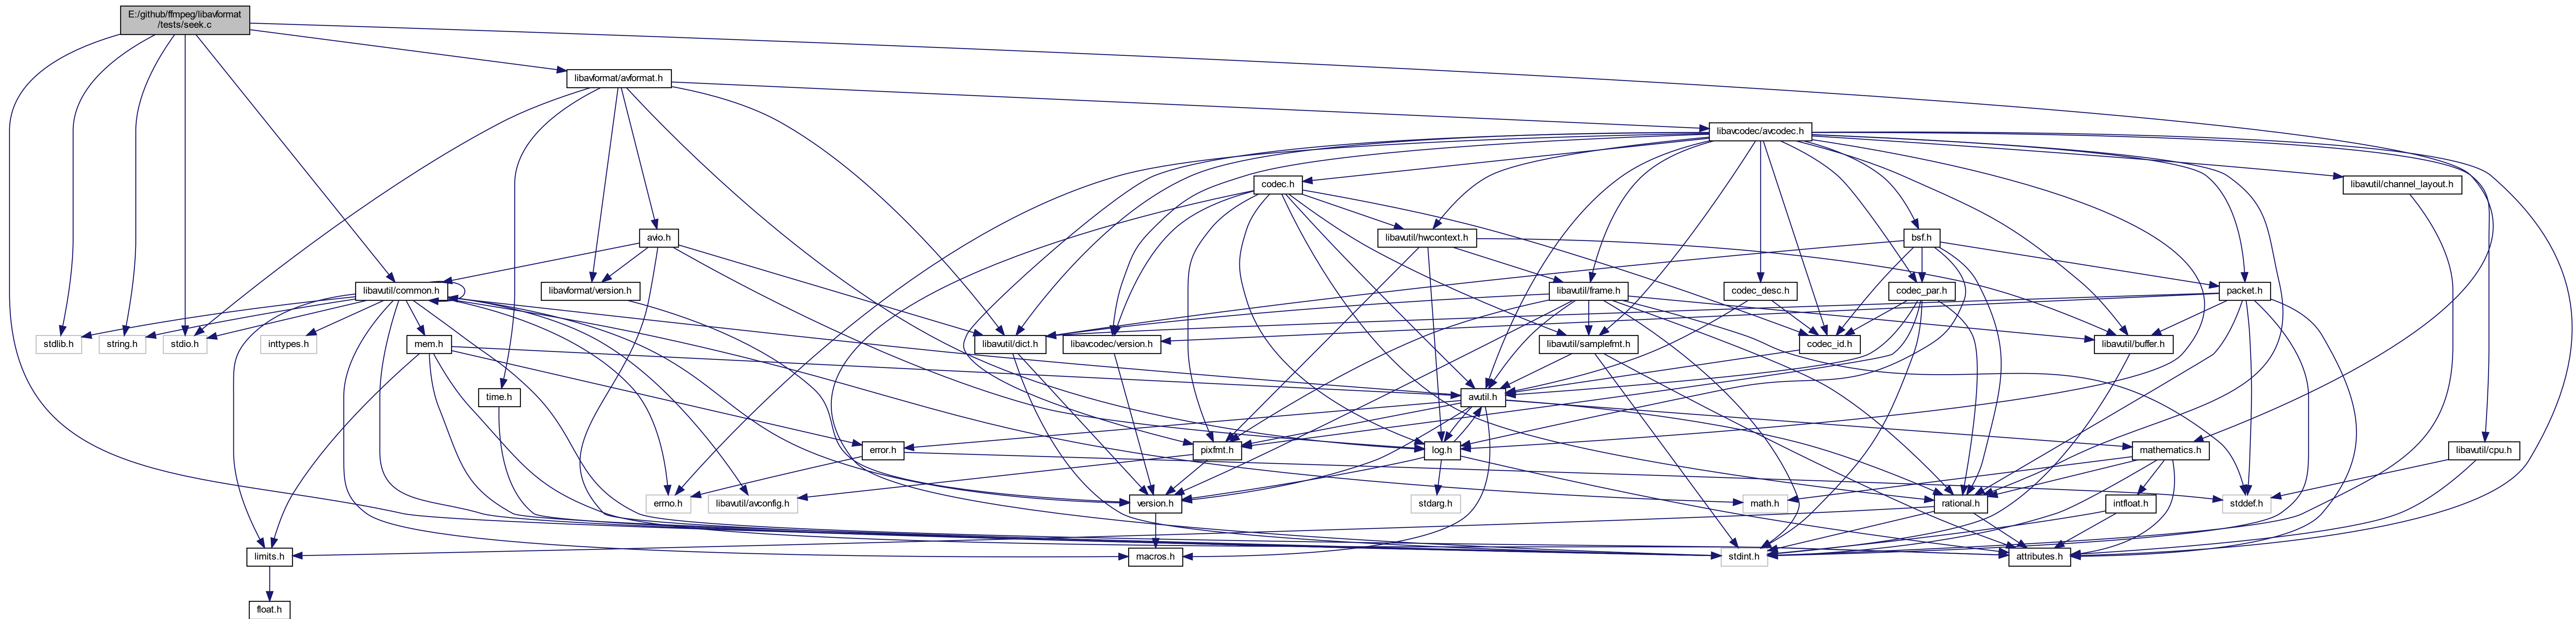 E:/github/ffmpeg/libavformat
/tests/seek.c
libavformat/avformat.h
libavcodec/avcodec.h
codec.h
libavutil/channel_layout.h
avio.h
libavutil/hwcontext.h
bsf.h
libavutil/common.h
libavformat/version.h
libavutil/frame.h
codec_desc.h
codec_par.h
packet.h
stdlib.h
string.h
stdio.h
inttypes.h
mem.h
libavutil/dict.h
libavcodec/version.h
libavutil/samplefmt.h
codec_id.h
libavutil/buffer.h
time.h
avutil.h
error.h
pixfmt.h
log.h
mathematics.h
libavutil/cpu.h
errno.h
libavutil/avconfig.h
version.h
stdarg.h
math.h
rational.h
intfloat.h
stddef.h
limits.h
macros.h
stdint.h
attributes.h
float.h